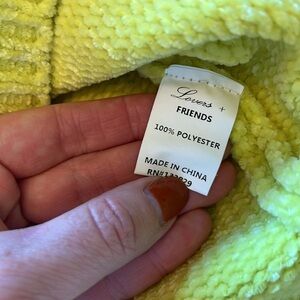 Lovers +
FRIENDS
100% POLYESTER
MADE IN CHINA